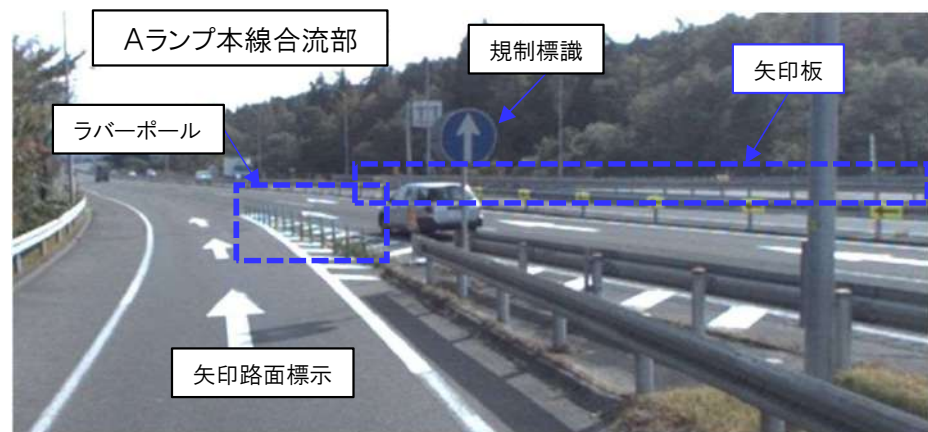 Aランプ本線合流部
規制標識
矢印板
ラバーポール
矢印路面標示